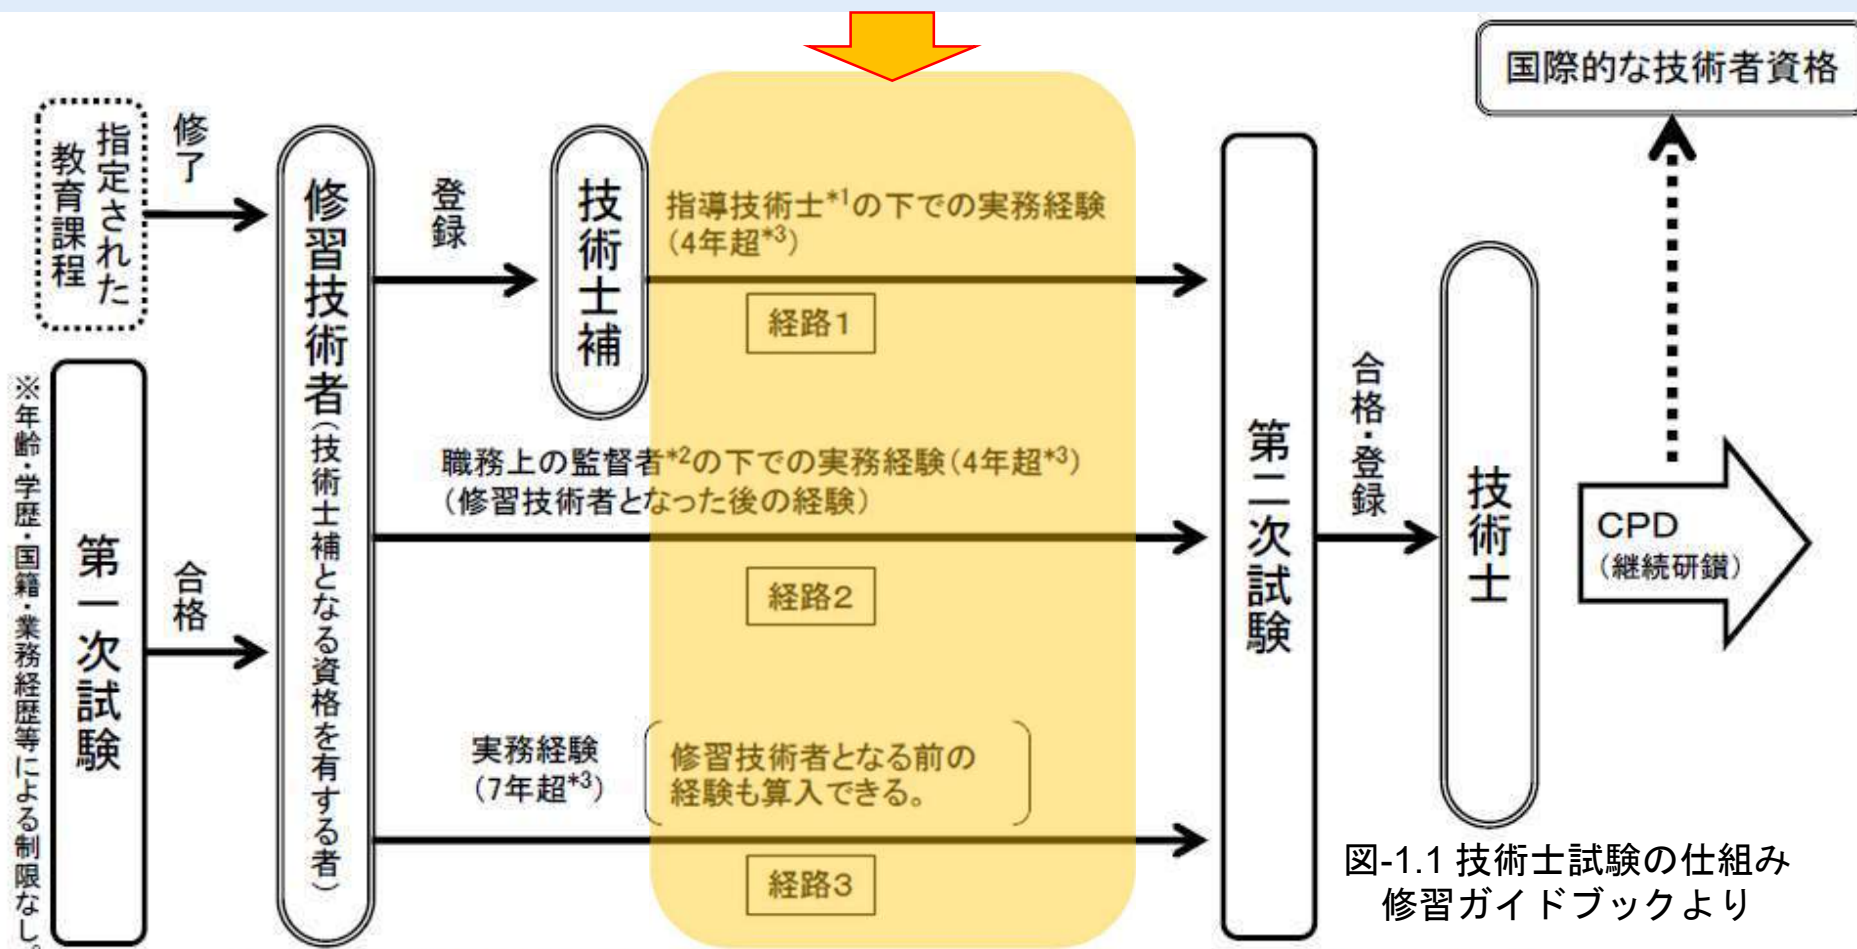 国際的な技術者資格
指定された
教育課程
修了
※年齢・学歴・国籍・業務経歴等による制限なし。
第一次試験
合格
修習技術者(技術士補となる資格を有する者)
登録
技術士補
指導技術士*1の下での実務経験
(4年超*3)
経路1
職務上の監督者*2の下での実務経験(4年超*3)
(修習技術者となった後の経験)
経路2
実務経験
(7年超*3)
修習技術者となる前の
経験も算入できる。
経路3
第二次試験
合格・登録
技術士
CPD
(継続研鑽)
図-1.1 技術士試験の仕組み
修習ガイドブックより